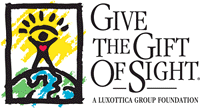 GIVE
THE GIFT
OF SIGHT®
A LUXOTTICA GROUP FOUNDATION